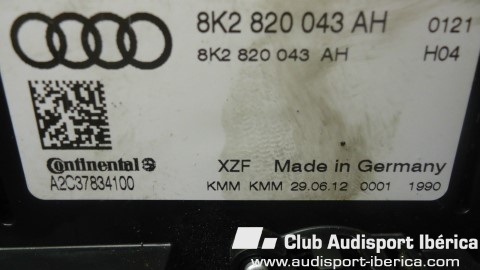 8K2 820 043 AH 0121
8K2 820 043 AH H04
Continental
A2C37834100
XZF Made in Germany
KMM KMM 29.06.12 0001 1990
Club Audisport Ibérica
www.audisport-iberica.com